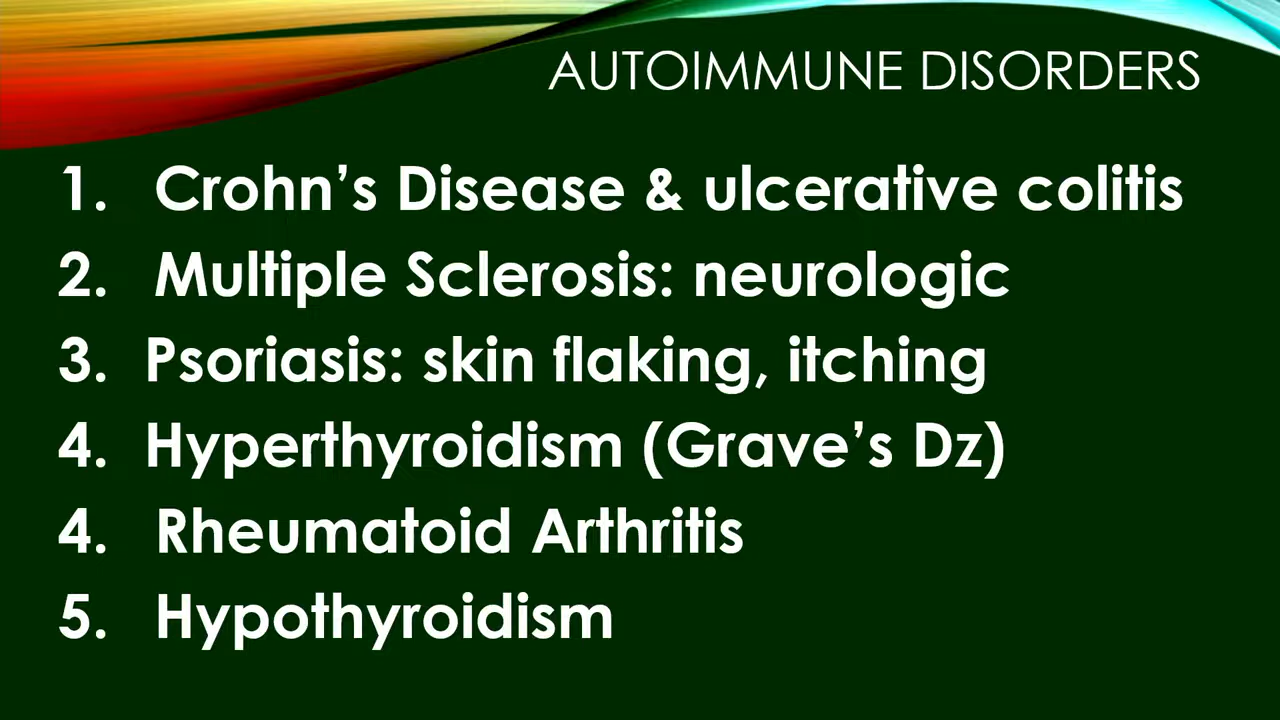 AUTOIMMUNE DISORDERS
1. Crohn’s Disease & ulcerative colitis
2. Multiple Sclerosis: neurologic
3. Psoriasis: skin flaking, itching
4. Hyperthyroidism (Grave’s Dz)
4. Rheumatoid Arthritis
5. Hypothyroidism